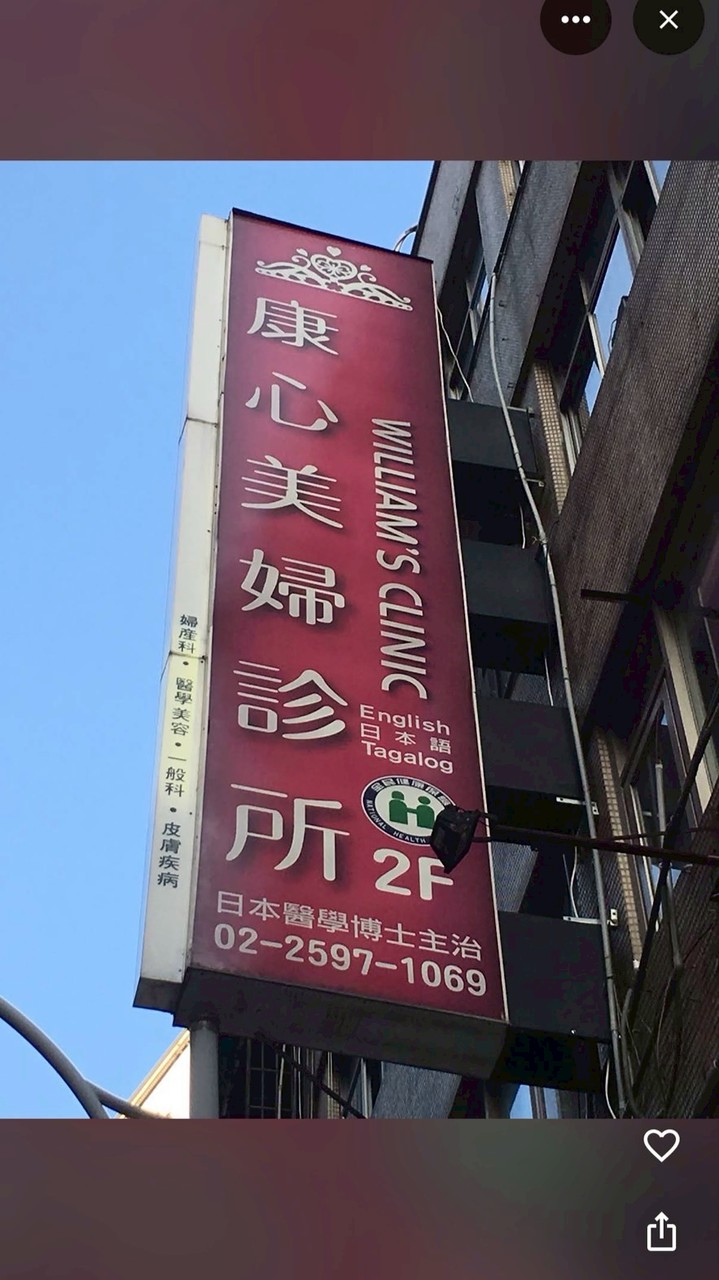 康心美婦診所
WILLIAM'S CLINIC
English
日本語
Tagalog
NATIONAL HEALTH
2F
日本醫學博士主治
02-2597-1069
婦產科・醫學美容・一般科・皮膚疾病